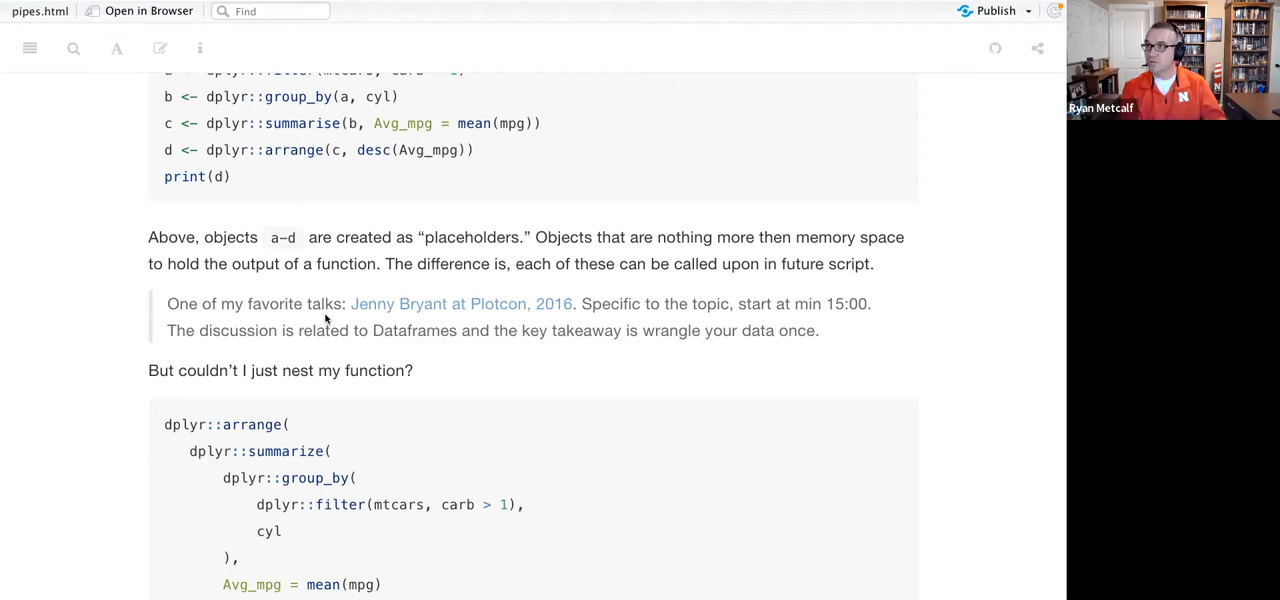 pipes.html
Open in Browser
Find
Publish
b <- dplyr::group_by(a, cyl)
c <- dplyr::summarise(b, Avg_mpg = mean(mpg))
d <- dplyr::arrange(c, desc(Avg_mpg))
print(d)
Above, objects a-d are created as “placeholders.” Objects that are nothing more then memory space
to hold the output of a function. The difference is, each of these can be called upon in future script.
One of my favorite talks: Jenny Bryant at Plotcon, 2016. Specific to the topic, start at min 15:00.
The discussion is related to Dataframes and the key takeaway is wrangle your data once.
But couldn’t I just nest my function?
dplyr::arrange(
dplyr::summarize(
dplyr::group_by(
dplyr::filter(mtcars, carb > 1),
cyl
),
Avg_mpg = mean(mpg)
Ryan Metcalf
N
N